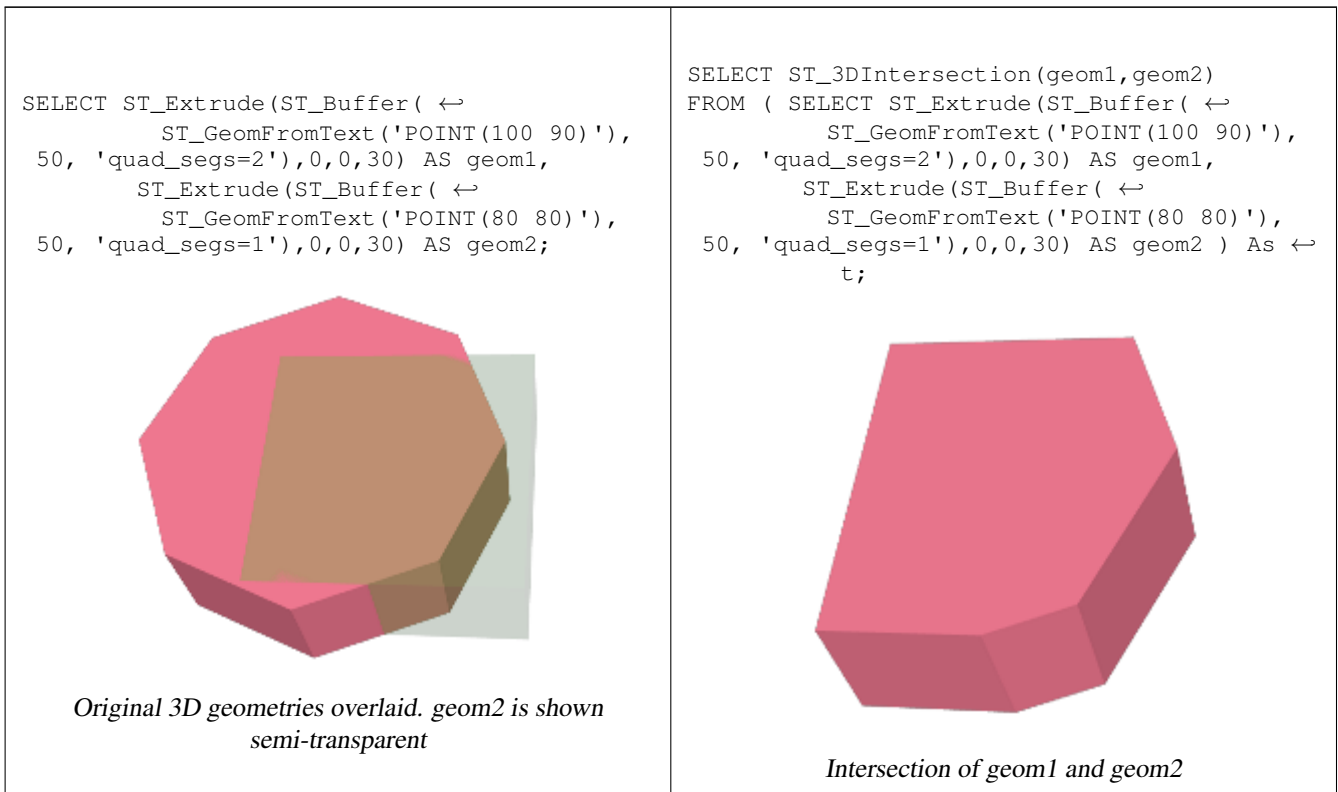 SELECT ST_Extrude(ST_Buffer( ↩
ST_GeomFromText('POINT(100 90)'),
50, 'quad_segs=2'),0,0,30) AS geom1,
ST_Extrude(ST_Buffer( ↩
ST_GeomFromText('POINT(80 80)'),
50, 'quad_segs=1'),0,0,30) AS geom2;
Original 3D geometries overlaid. geom2 is shown
semi-transparent
SELECT ST_3DIntersection(geom1,geom2)
FROM ( SELECT ST_Extrude(ST_Buffer( ↩
ST_GeomFromText('POINT(100 90)'),
50, 'quad_segs=2'),0,0,30) AS geom1,
ST_Extrude(ST_Buffer( ↩
ST_GeomFromText('POINT(80 80)'),
50, 'quad_segs=1'),0,0,30) AS geom2 ) As ↩
t;
Intersection of geom1 and geom2